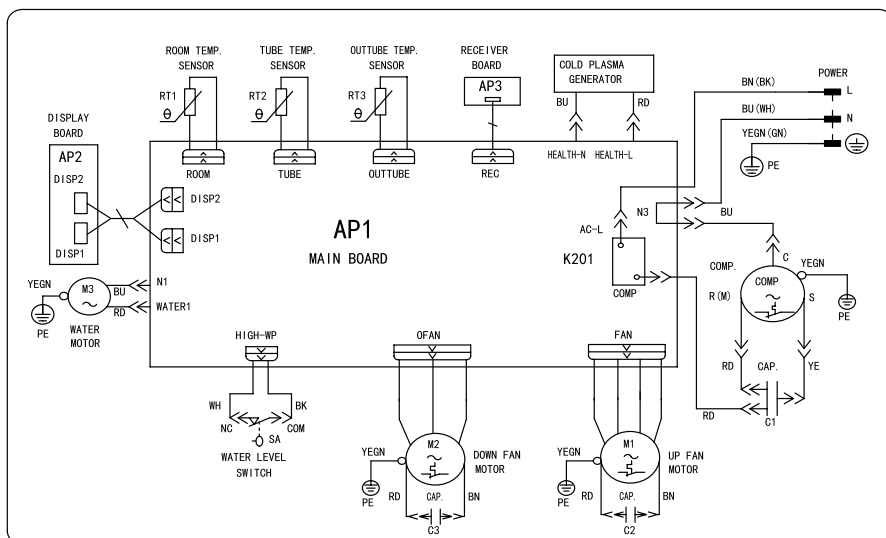 ROOM TEMP.
SENSOR
TUBE TEMP.
SENSOR
OUTTUBE TEMP.
SENSOR
RECEIVER
BOARD
COLD PLASMA
GENERATOR
POWER
RT1
θ
RT2
θ
RT3
θ
AP3
BU
RD
BN(BK)
L
BU(WH)
N
YEGN(GN)
PE
DISPLAY
BOARD
AP2
DISP2
DISP1
DISP2
DISP1
ROOM
TUBE
OUTTUBE
REC
HEALTH-N
HEALTH-L
AP1
MAIN BOARD
AC-L
N3
BU
K201
COMP
COMP.
C
YEGN
COMP
R(M)
S
PE
YEGN
M3
BU
N1
RD
WATER1
PE
WATER
MOTOR
HIGH-WP
OFAN
FAN
RD
CAP.
YE
C1
RD
WH
BK
NC
COM
SA
WATER LEVEL
SWITCH
YEGN
M2
DOWN FAN
MOTOR
PE
RD
CAP.
BN
C3
YEGN
M1
UP FAN
MOTOR
PE
RD
CAP.
BN
C2